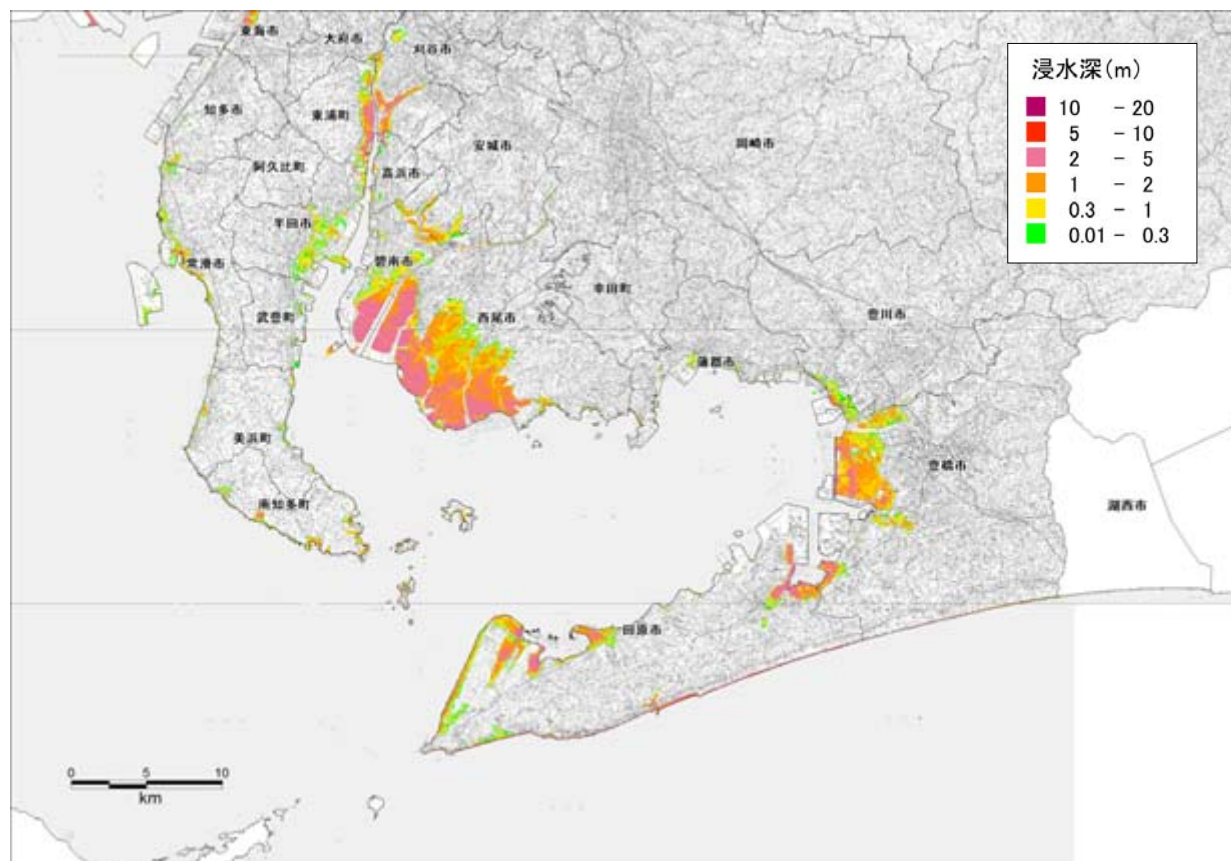 東海市
大府市
刈谷市
知多市
東浦町
安城市
岡崎市
阿久比町
高浜市
半田市
碧南市
常滑市
幸田町
武豊町
西尾市
豊川市
蒲郡市
美浜町
豊橋市
南知多町
湖西市
田原市
浸水深(m)
10 - 20
5 - 10
2 - 5
1 - 2
0.3 - 1
0.01 - 0.3
0 5 10
km